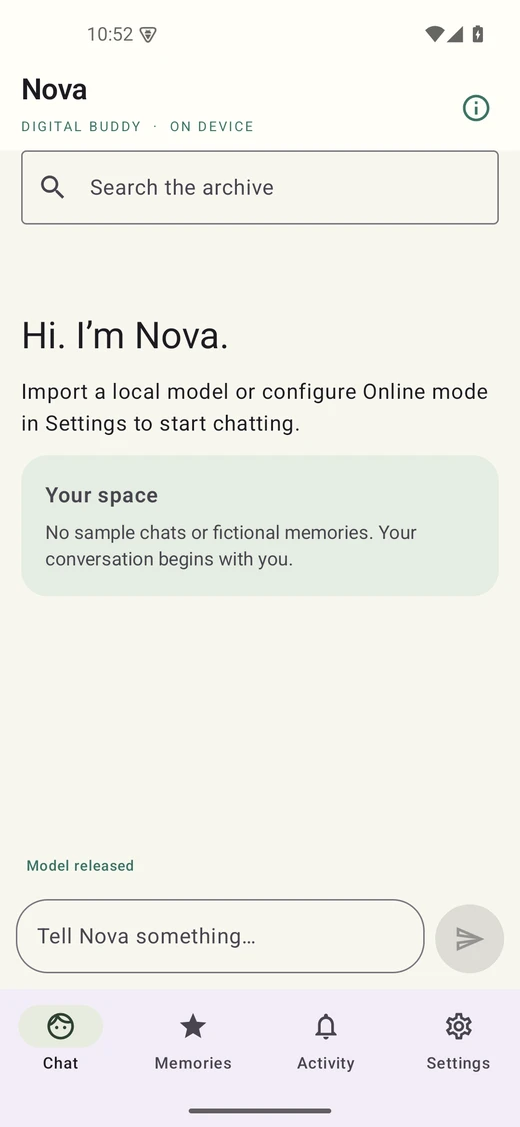 10:52
Nova
DIGITAL BUDDY · ON DEVICE
Search the archive
Hi. I’m Nova.
Import a local model or configure Online mode
in Settings to start chatting.
Your space
No sample chats or fictional memories. Your
conversation begins with you.
Model released
Tell Nova something…
Chat
Memories
Activity
Settings